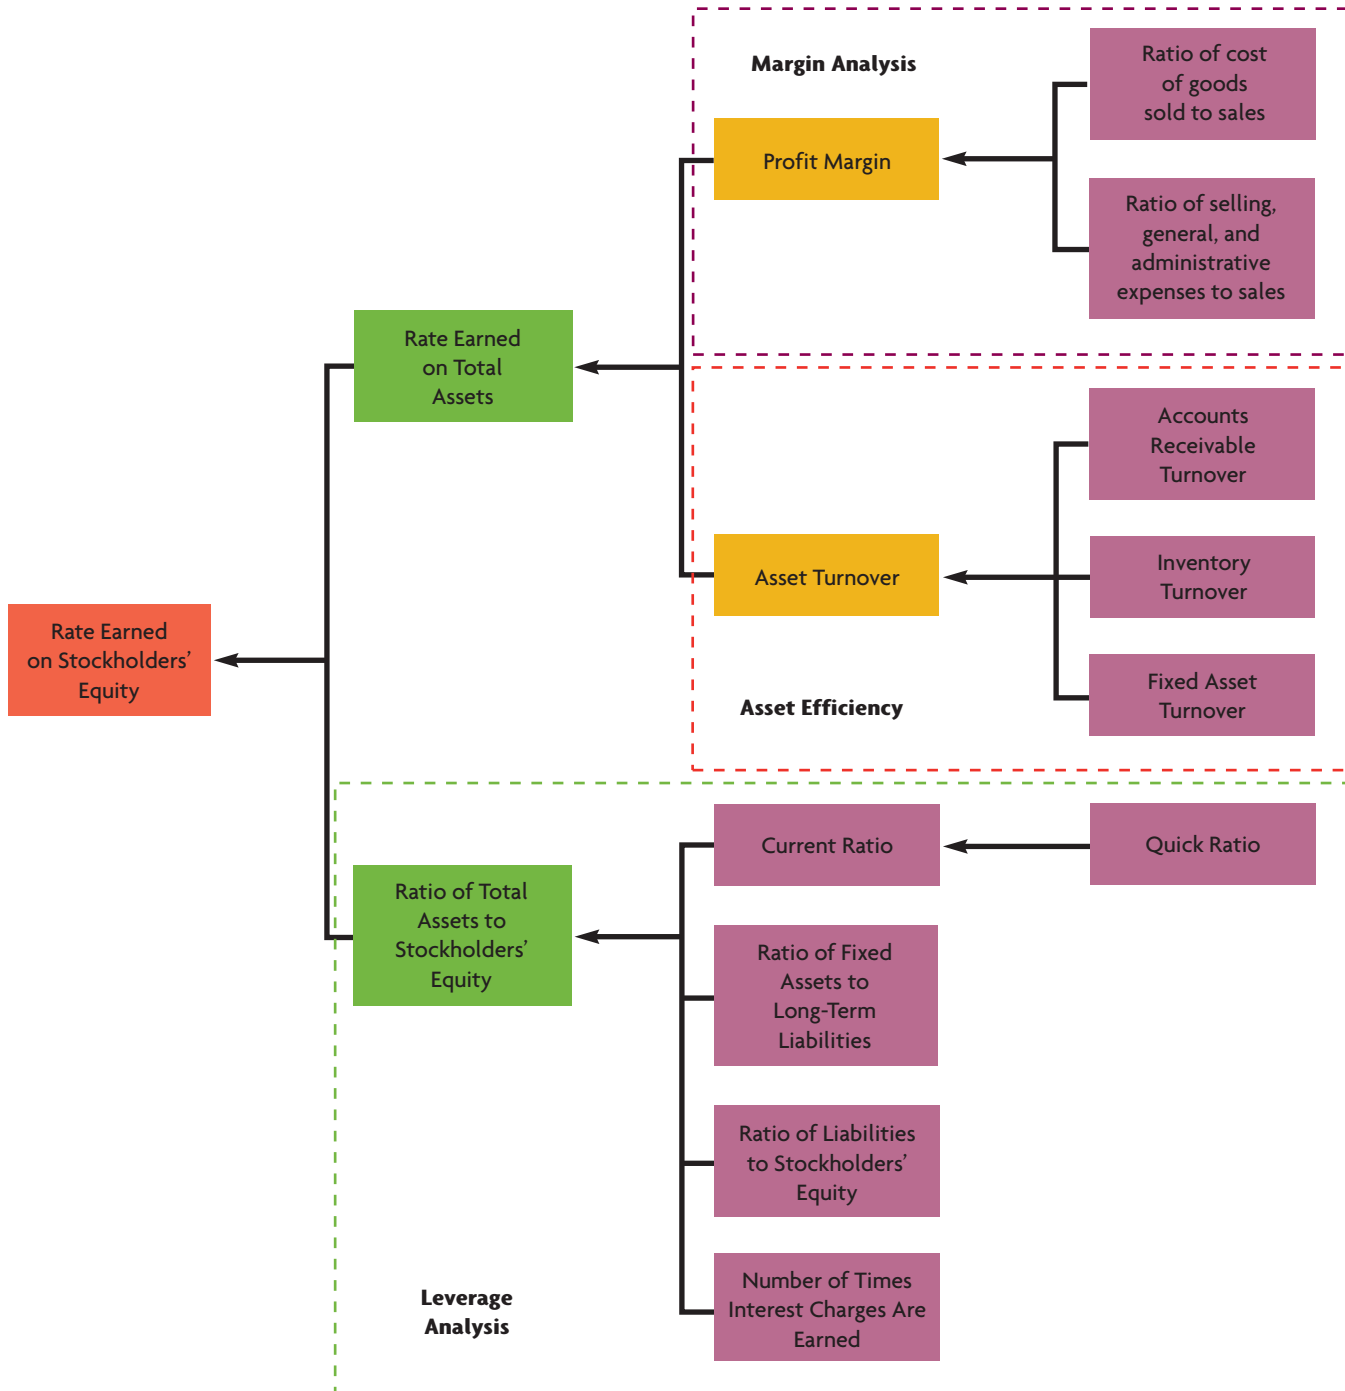 Margin Analysis
Ratio of cost
of goods
sold to sales
Profit Margin
Ratio of selling,
general, and
administrative
expenses to sales
Rate Earned
on Total
Assets
Accounts
Receivable
Turnover
Asset Turnover
Inventory
Turnover
Rate Earned
on Stockholders’
Equity
Asset Efficiency
Fixed Asset
Turnover
Current Ratio
Quick Ratio
Ratio of Total
Assets to
Stockholders’
Equity
Ratio of Fixed
Assets to
Long-Term
Liabilities
Ratio of Liabilities
to Stockholders’
Equity
Leverage
Analysis
Number of Times
Interest Charges Are
Earned